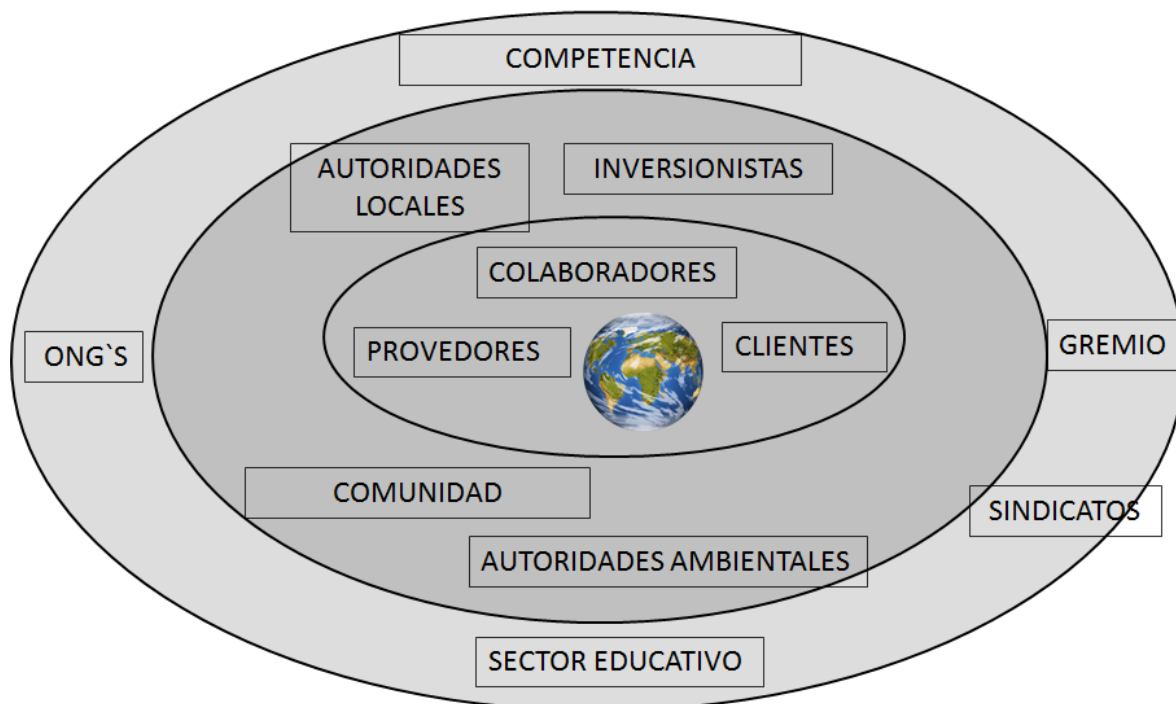 COMPETENCIA
AUTORIDADES
LOCALES
INVERSIONISTAS
COLABORADORES
ONG`S
PROVEDORES
CLIENTES
GREMIO
COMUNIDAD
SINDICATOS
AUTORIDADES AMBIENTALES
SECTOR EDUCATIVO